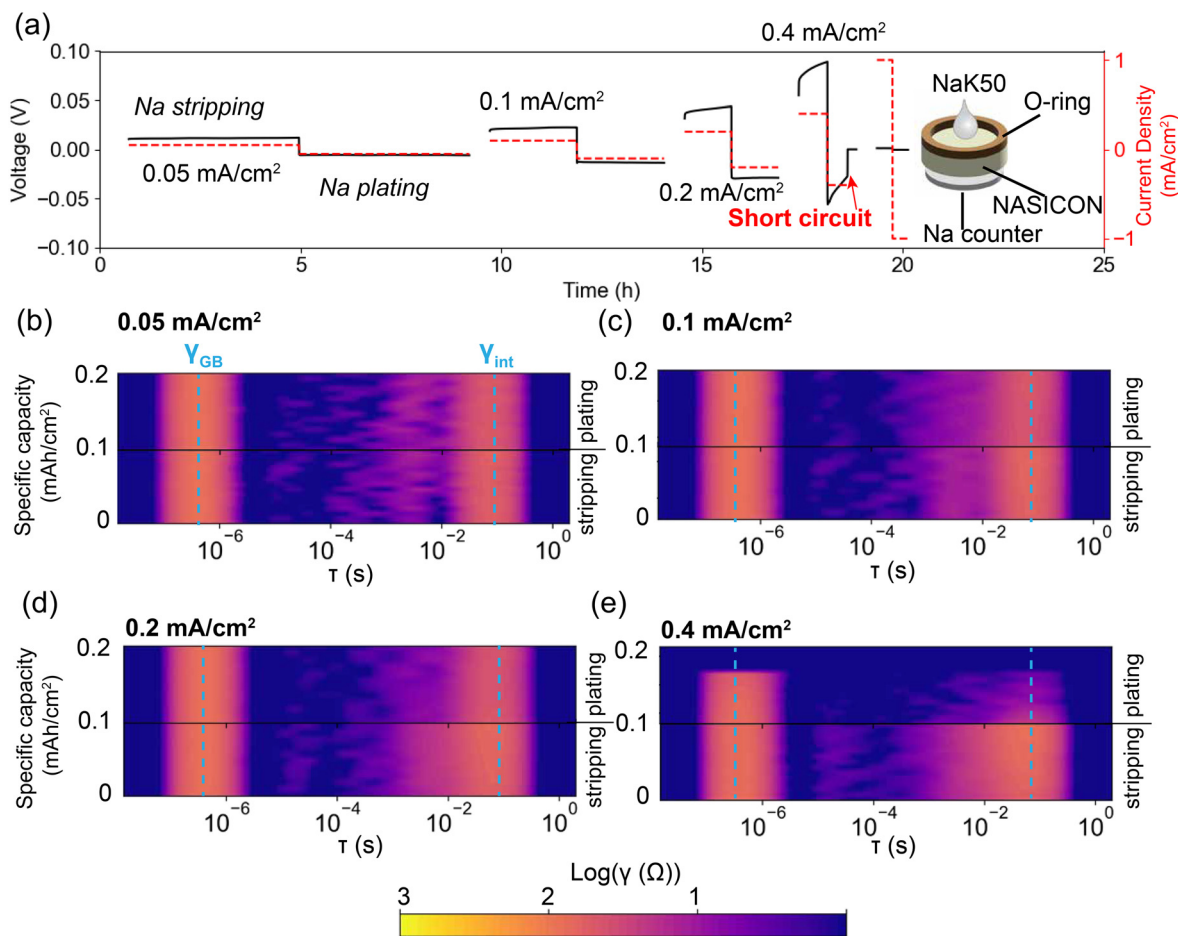 (a)
0.4 mA/cm²
0.10
0.05
0.00
−0.05
−0.10
Voltage (V)
Na stripping
0.05 mA/cm²
Na plating
0.1 mA/cm²
0.2 mA/cm²
Short circuit
NaK50
O-ring
NASICON
Na counter
1
0
−1
Current Density
(mA/cm²)
0 5 10 15 20 25
Time (h)
(b) 0.05 mA/cm²
γGB γint
0.2
0.1
0
Specific capacity
(mAh/cm²)
stripping plating
10⁻⁶ 10⁻⁴ 10⁻² 10⁰
τ (s)
(c) 0.1 mA/cm²
0.2
0.1
0
stripping plating
10⁻⁶ 10⁻⁴ 10⁻² 10⁰
τ (s)
(d) 0.2 mA/cm²
0.2
0.1
0
Specific capacity
(mAh/cm²)
stripping plating
10⁻⁶ 10⁻⁴ 10⁻² 10⁰
τ (s)
(e) 0.4 mA/cm²
0.2
0.1
0
stripping plating
10⁻⁶ 10⁻⁴ 10⁻² 10⁰
τ (s)
Log(γ (Ω))
3 2 1